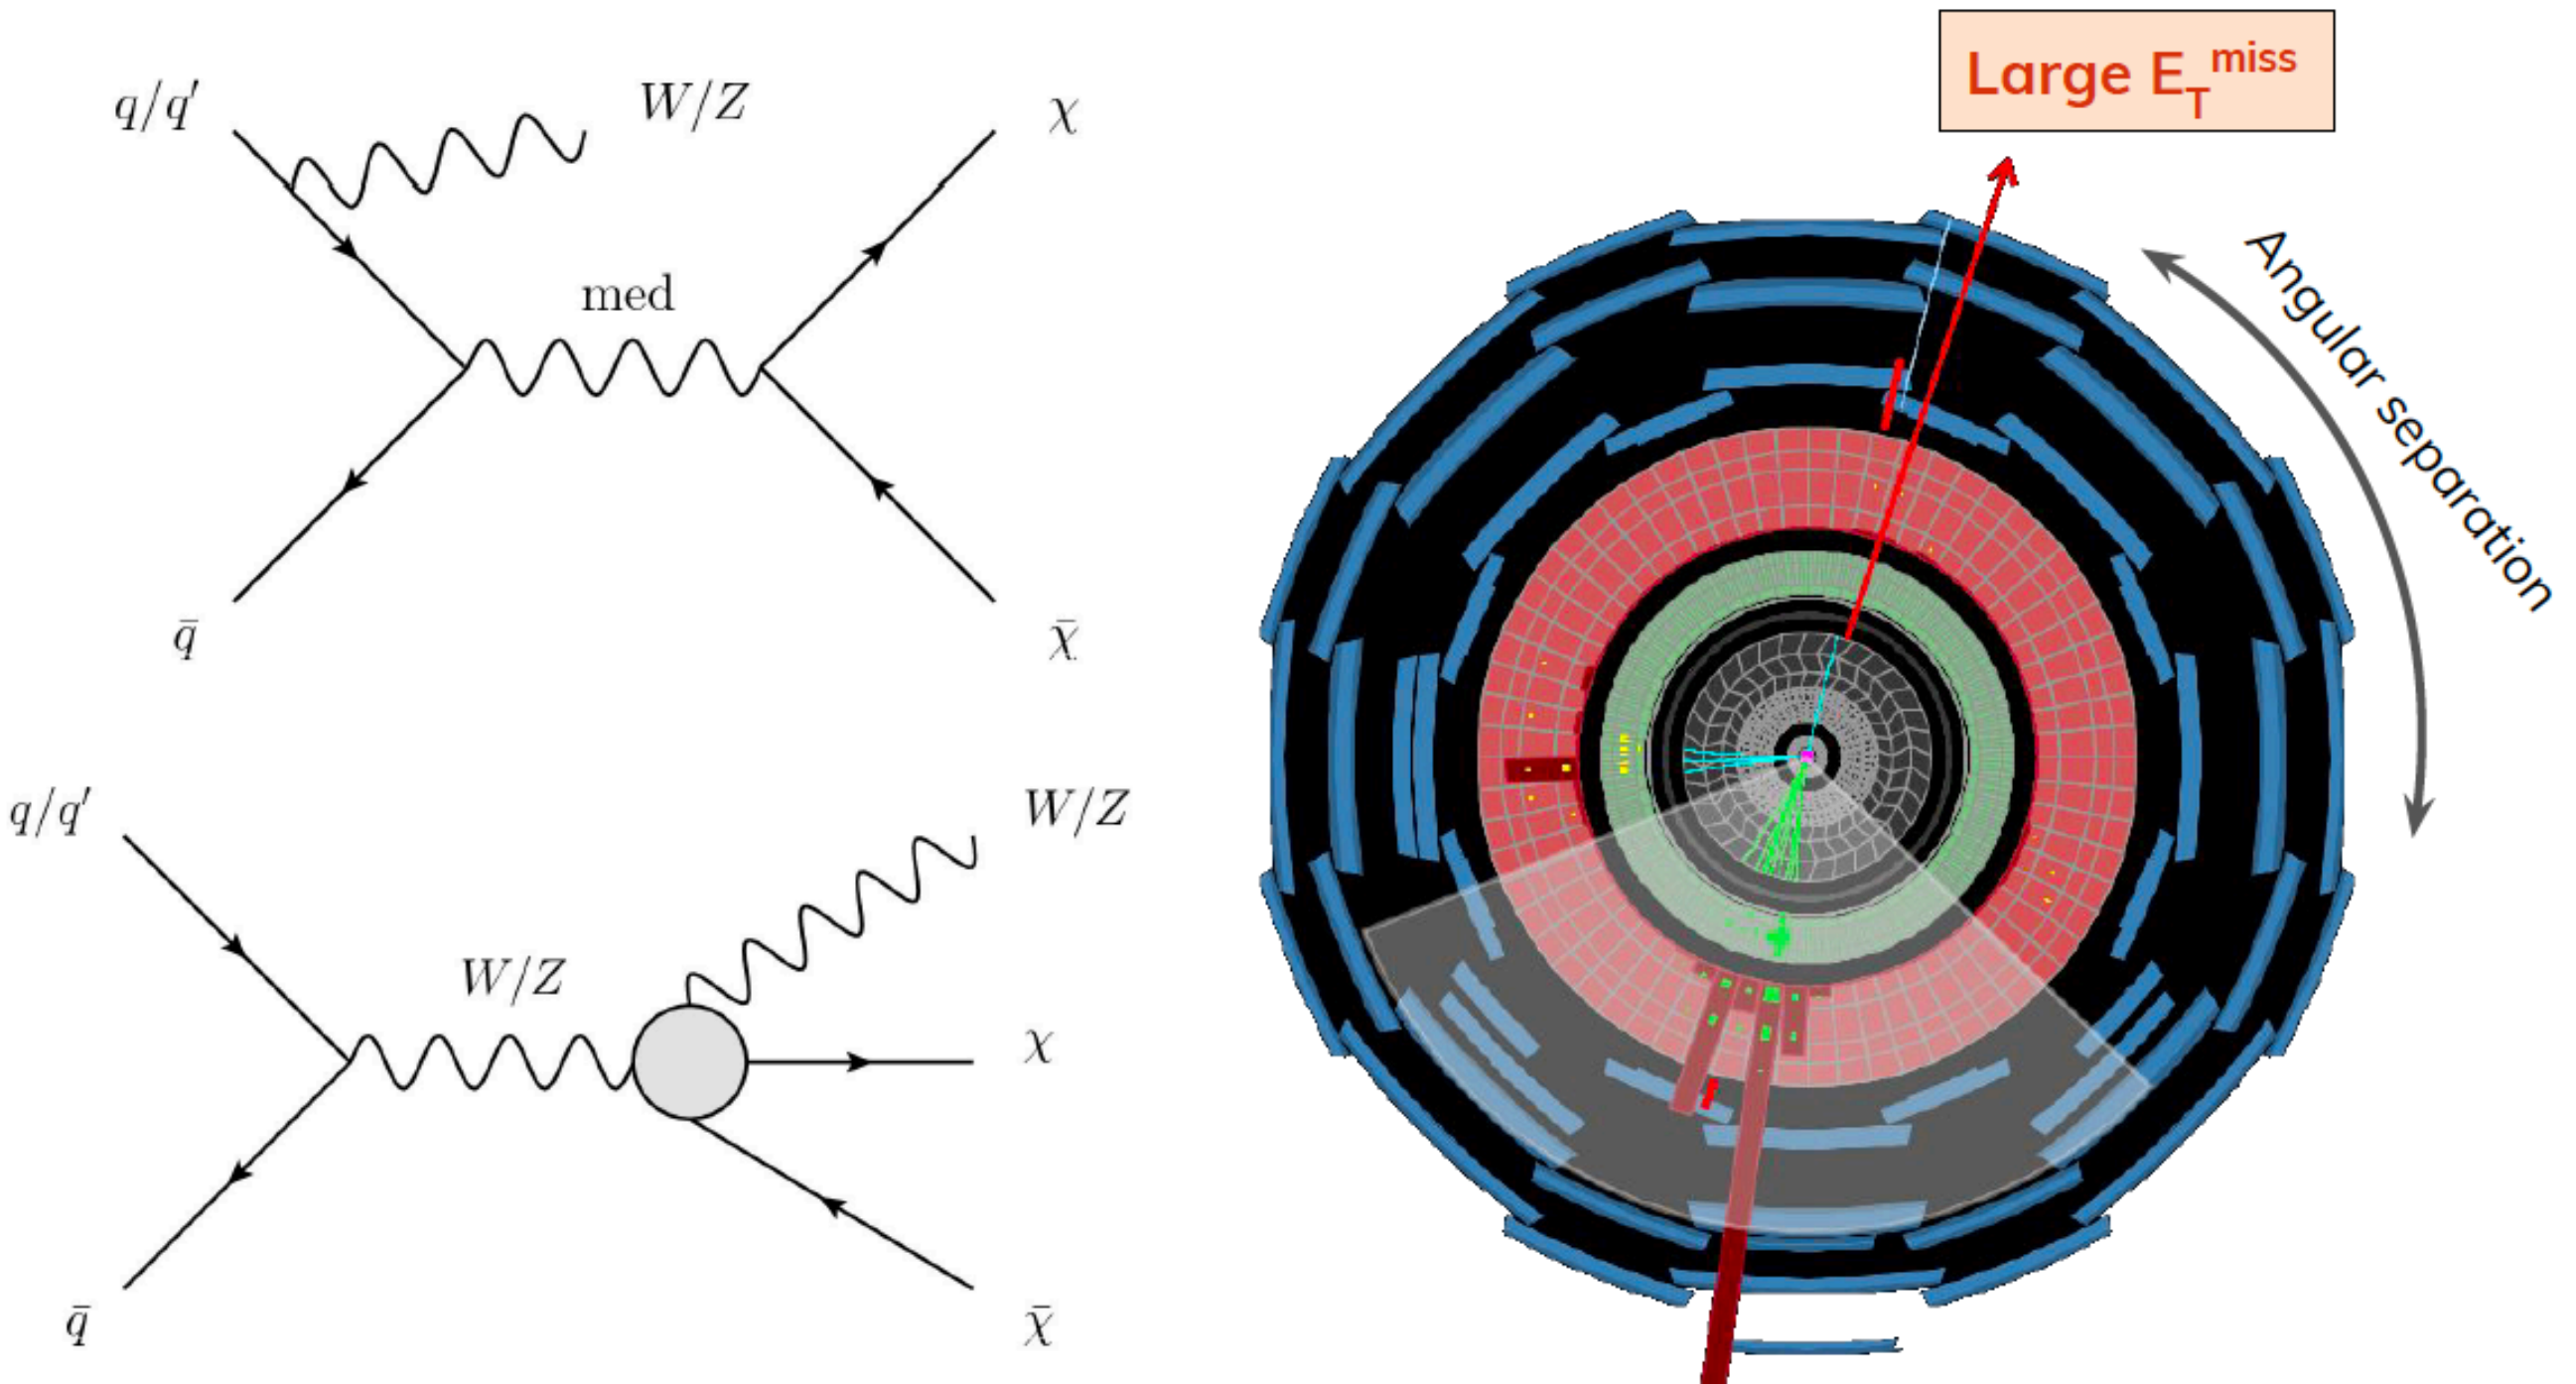 q/q′
W/Z
χ
med
q̄
χ̄
q/q′
W/Z
W/Z
χ
q̄
χ̄
Large E_T^miss
Angular separation